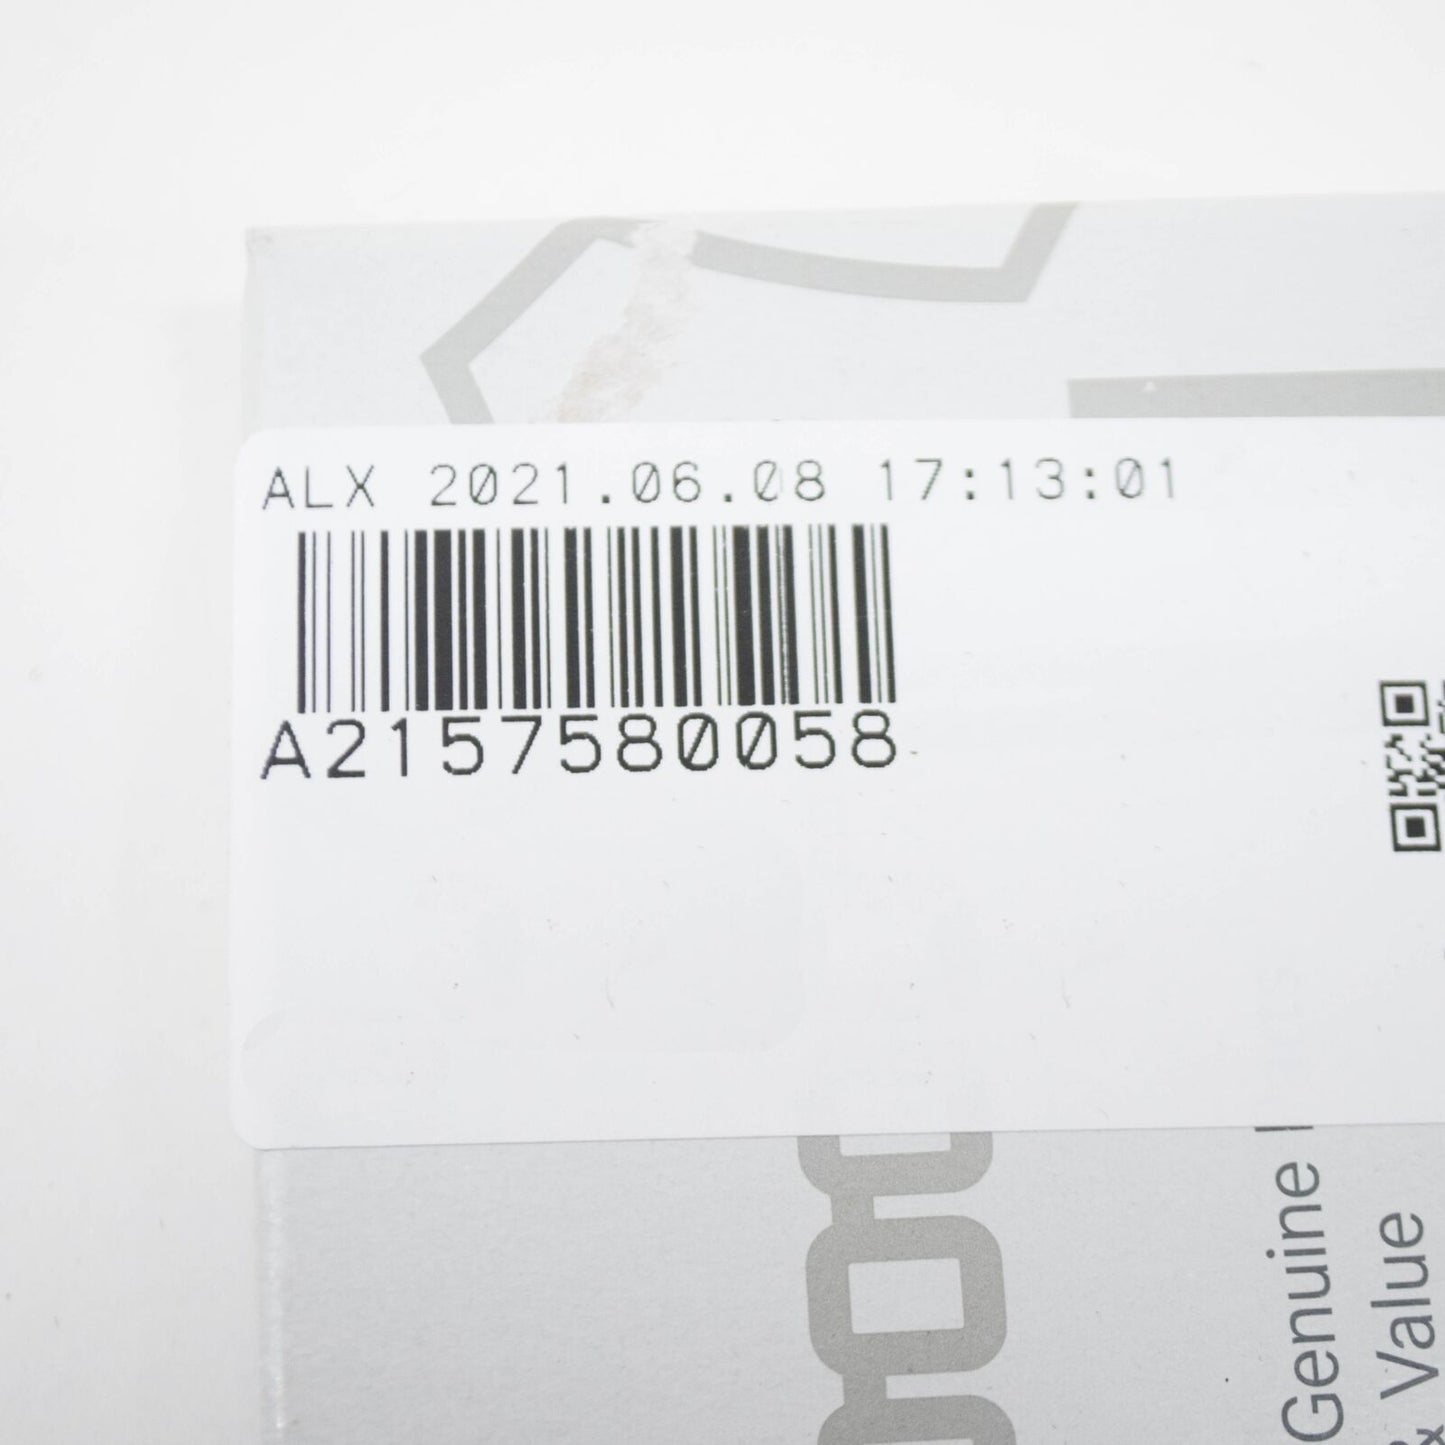 ALX 2021.06.08 17:13:01
A2157580058
Genuine
& Value